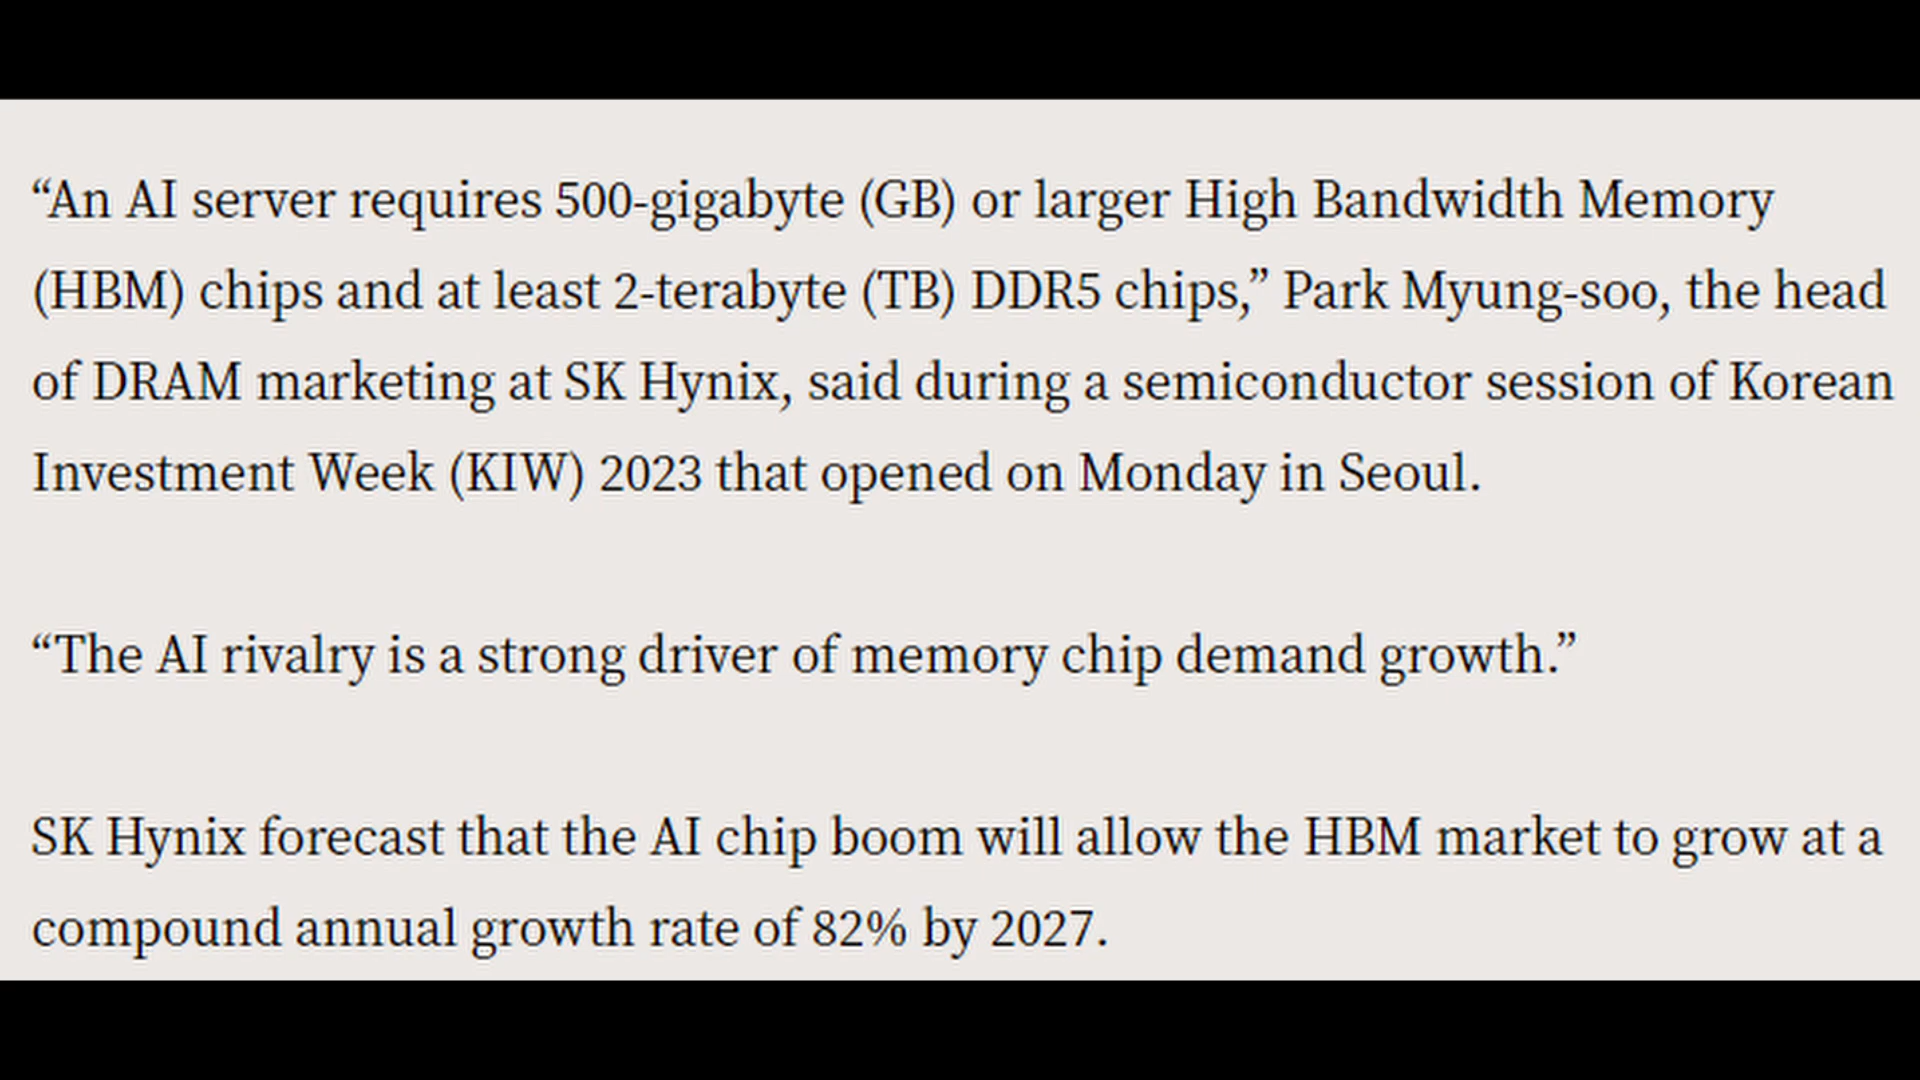 “An AI server requires 500-gigabyte (GB) or larger High Bandwidth Memory
(HBM) chips and at least 2-terabyte (TB) DDR5 chips,” Park Myung-soo, the head
of DRAM marketing at SK Hynix, said during a semiconductor session of Korean
Investment Week (KIW) 2023 that opened on Monday in Seoul.
“The AI rivalry is a strong driver of memory chip demand growth.”
SK Hynix forecast that the AI chip boom will allow the HBM market to grow at a
compound annual growth rate of 82% by 2027.